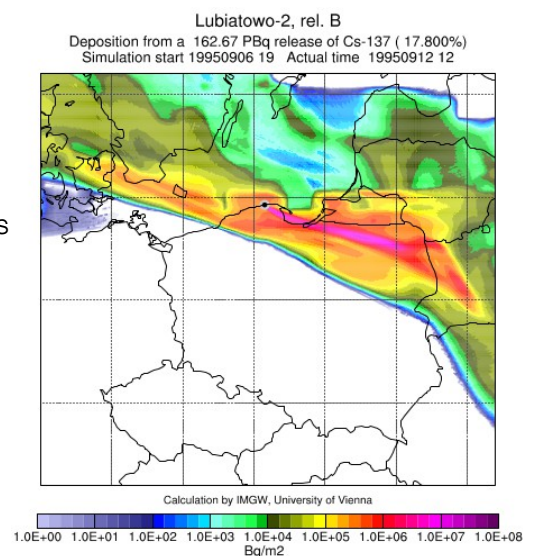 Lubiatowo-2, rel. B
Deposition from a 162.67 PBq release of Cs-137 ( 17.800%)
Simulation start 19950906 19 Actual time 19950912 12
S
Calculation by IMGW, University of Vienna
1.0E+00 1.0E+01 1.0E+02 1.0E+03 1.0E+04 1.0E+05 1.0E+06 1.0E+07 1.0E+08
Bq/m2